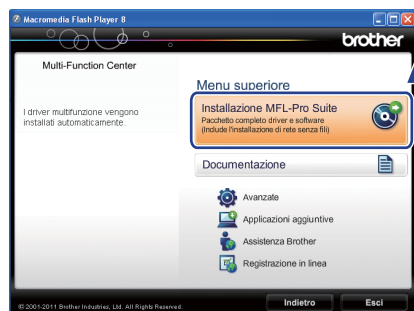 Macromedia Flash Player 8
brother
Multi-Function Center
I driver multifunzione vengono
installati automaticamente.
Menu superiore
Installazione MFL-Pro Suite
Pacchetto completo driver e software
(Include l'installazione di rete senza fili)
Documentazione
Avanzate
Applicazioni aggiuntive
Assistenza Brother
Registrazione in linea
© 2001-2011 Brother Industries, Ltd. All Rights Reserved.
Indietro
Esci